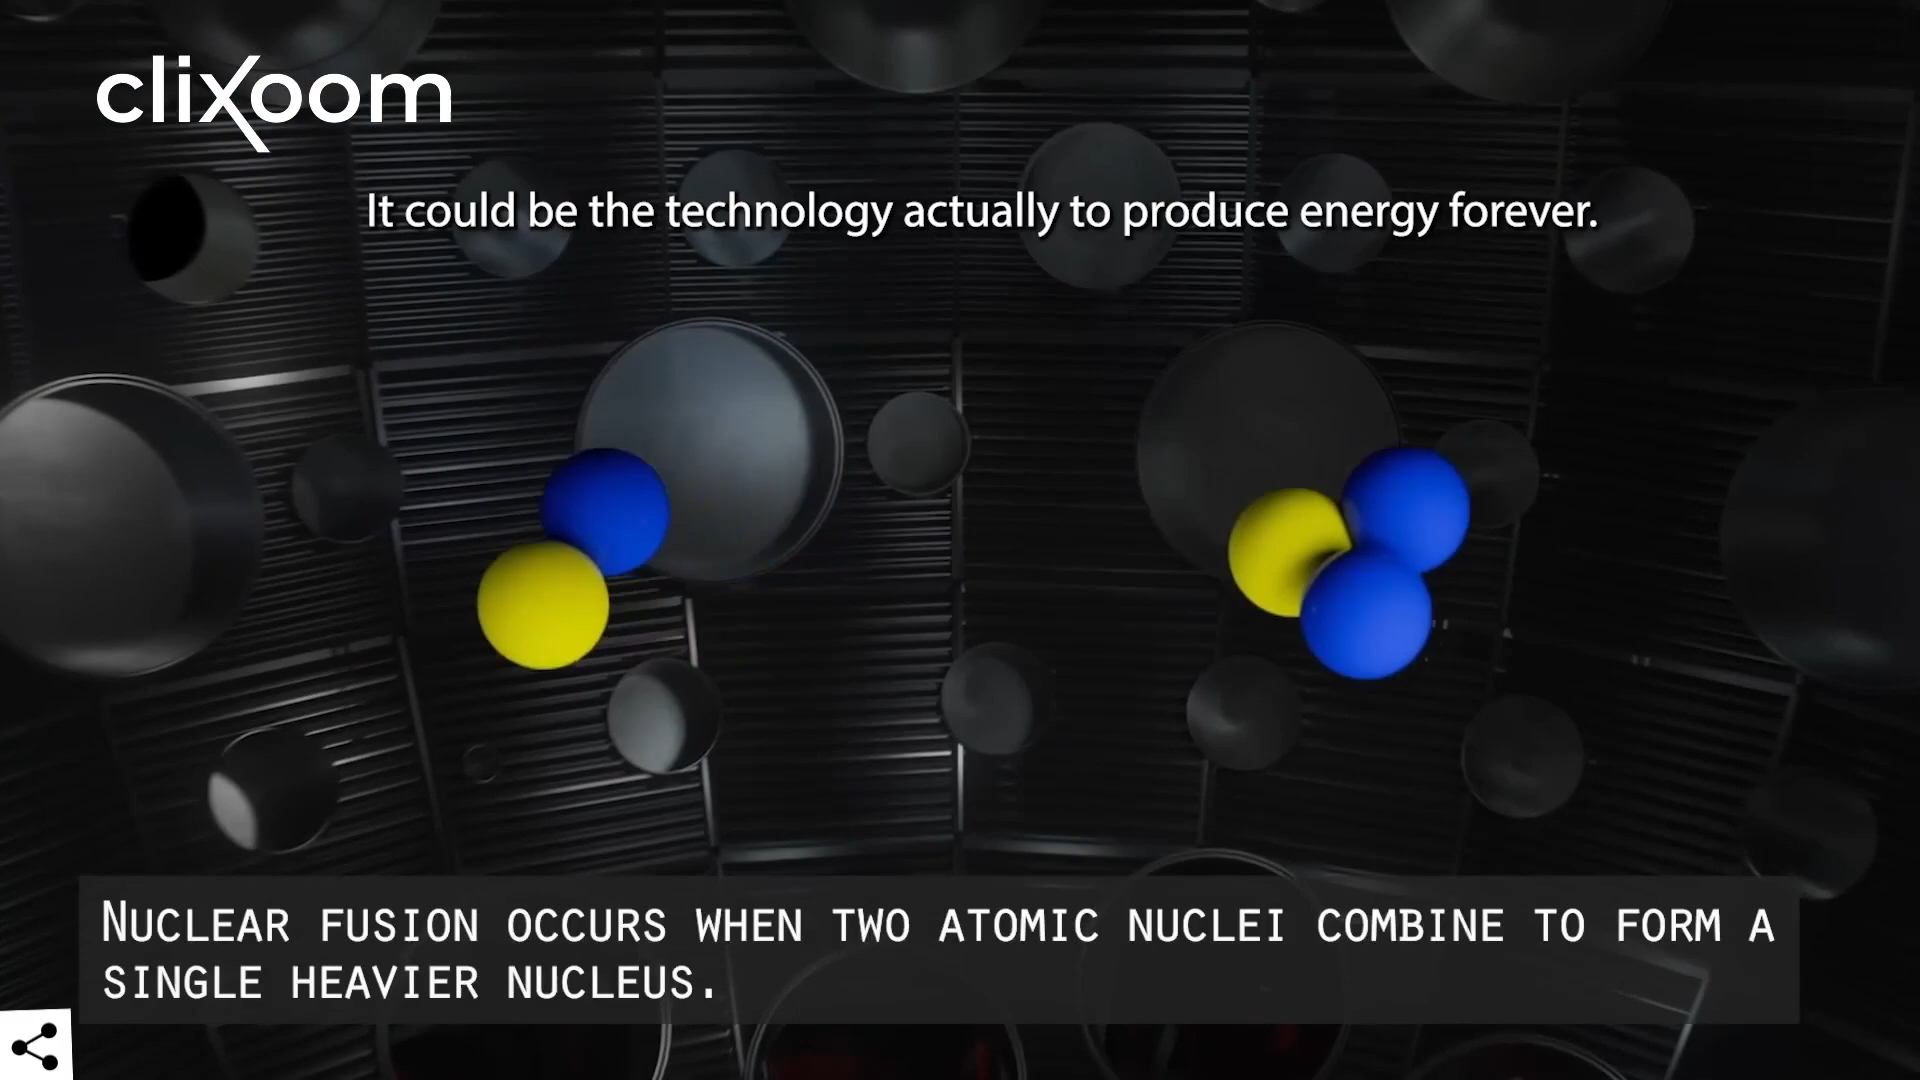 clixoom
It could be the technology actually to produce energy forever.
NUCLEAR FUSION OCCURS WHEN TWO ATOMIC NUCLEI COMBINE TO FORM A
SINGLE HEAVIER NUCLEUS.